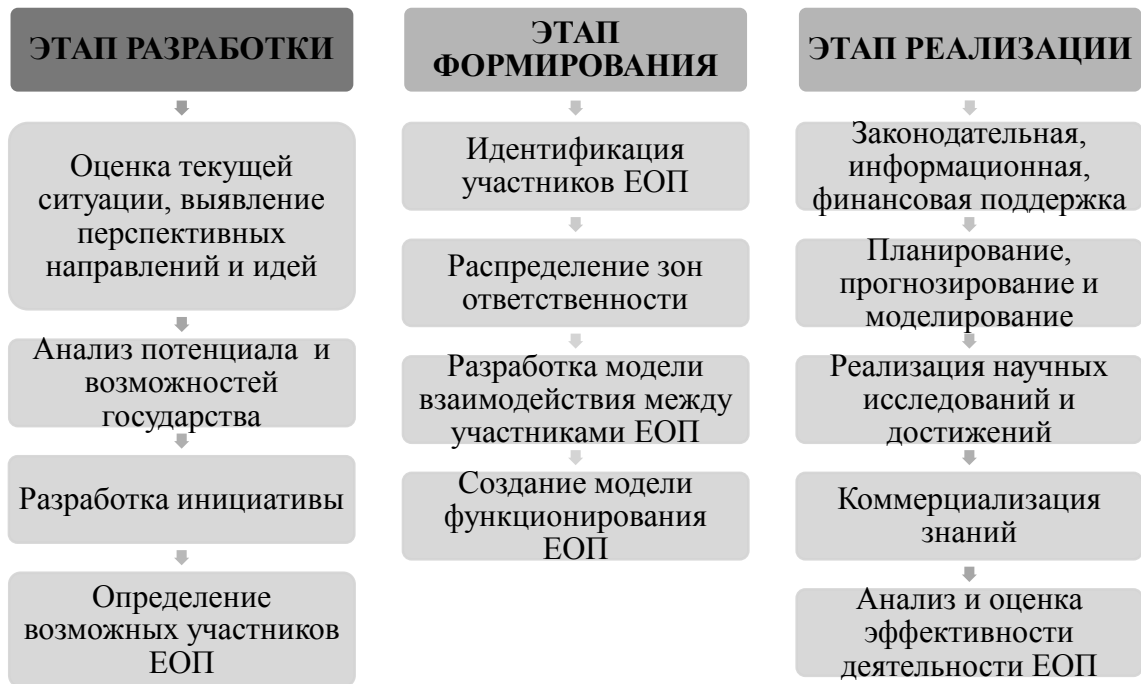 ЭТАП РАЗРАБОТКИ
Оценка текущей
ситуации, выявление
перспективных
направлений и идей
Анализ потенциала и
возможностей
государства
Разработка инициативы
Определение
возможных участников
ЕОП
ЭТАП
ФОРМИРОВАНИЯ
Идентификация
участников ЕОП
Распределение зон
ответственности
Разработка модели
взаимодействия между
участниками ЕОП
Создание модели
функционирования
ЕОП
ЭТАП РЕАЛИЗАЦИИ
Законодательная,
информационная,
финансовая поддержка
Планирование,
прогнозирование и
моделирование
Реализация научных
исследований и
достижений
Коммерциализация
знаний
Анализ и оценка
эффективности
деятельности ЕОП